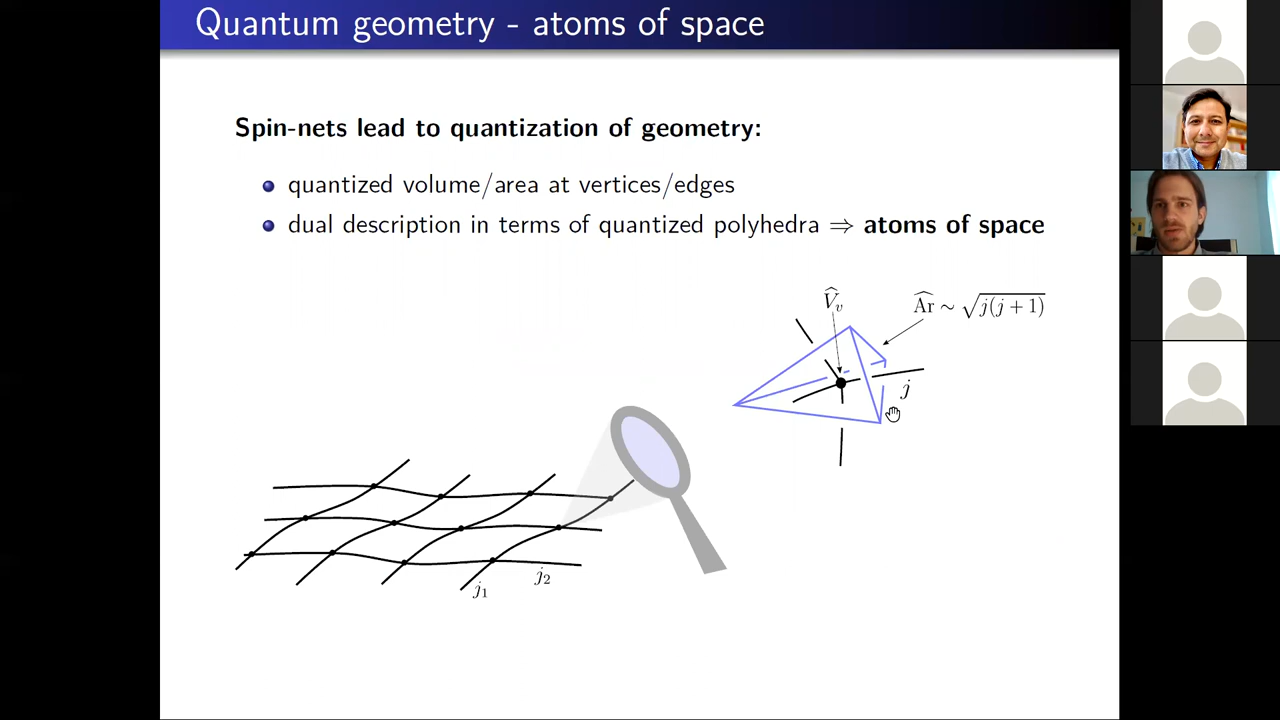 Quantum geometry - atoms of space
Spin-nets lead to quantization of geometry:
quantized volume/area at vertices/edges
dual description in terms of quantized polyhedra ⇒ atoms of space
V̂ᵥ
Âr ∼ √j(j + 1)
j
j₁
j₂